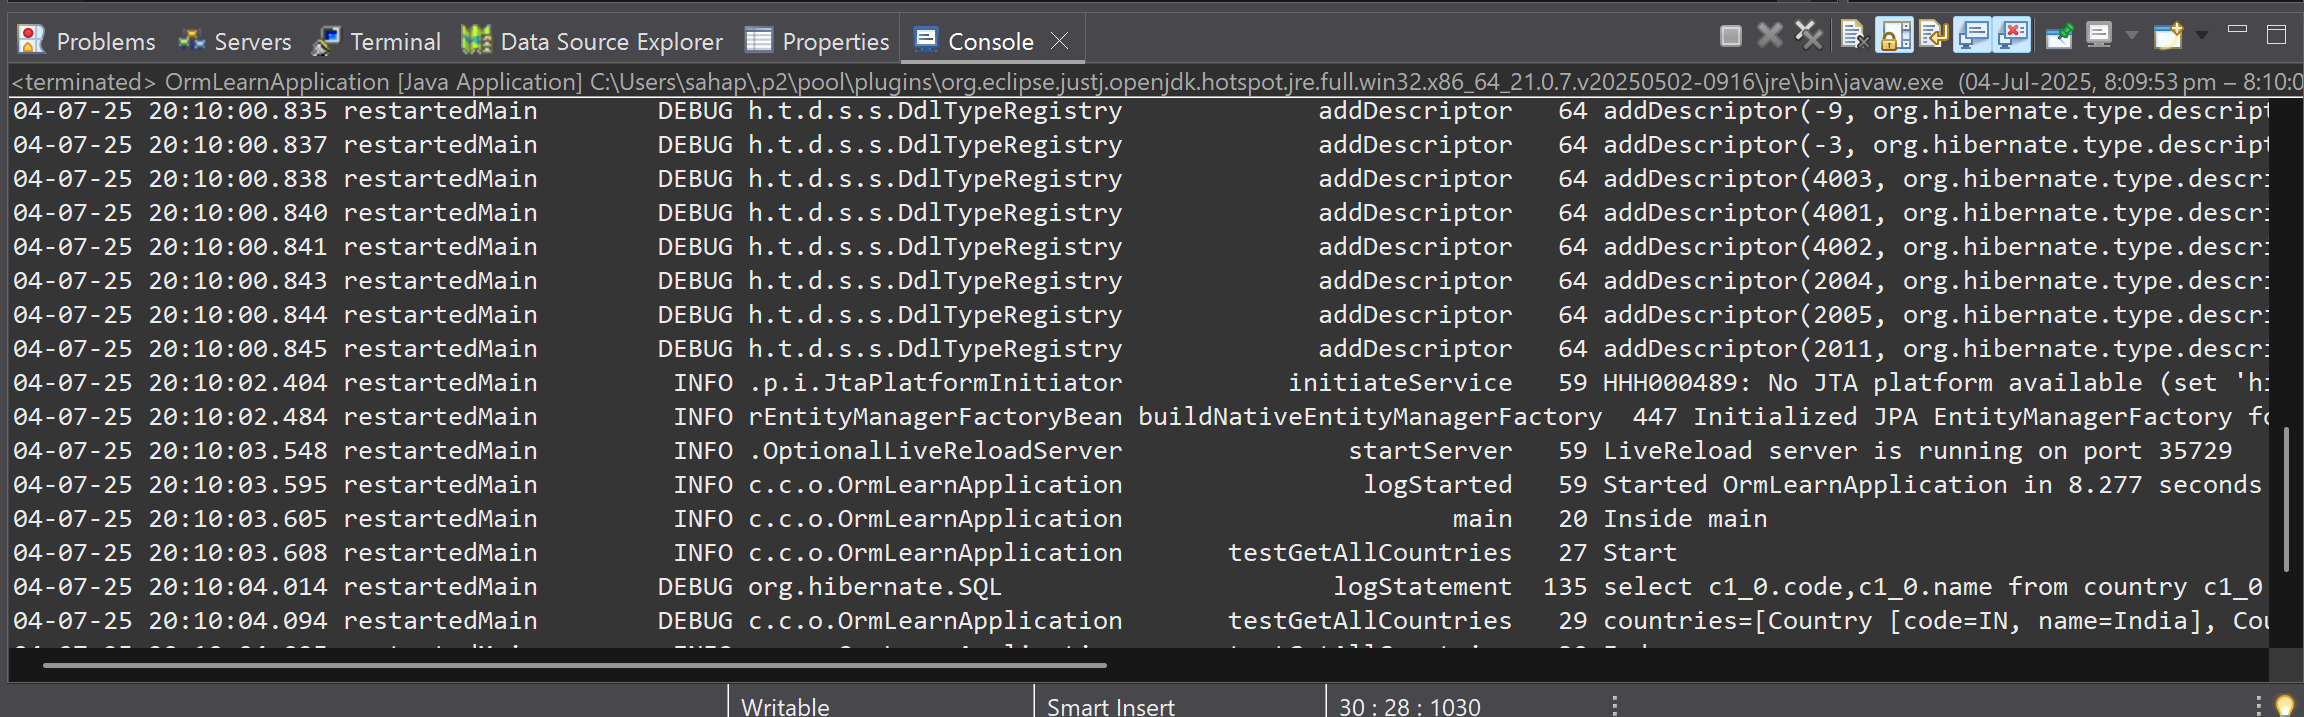 Problems Servers Terminal Data Source Explorer Properties Console
<terminated> OrmLearnApplication [Java Application] C:\Users\sahap\.p2\pool\plugins\org.eclipse.justj.openjdk.hotspot.jre.full.win32.x86_64_21.0.7.v20250502-0916\jre\bin\javaw.exe (04-Jul-2025, 8:09:53 pm – 8:10:0
04-07-25 20:10:00.835 restartedMain DEBUG h.t.d.s.s.DdlTypeRegistry addDescriptor 64 addDescriptor(-9, org.hibernate.type.descript
04-07-25 20:10:00.837 restartedMain DEBUG h.t.d.s.s.DdlTypeRegistry addDescriptor 64 addDescriptor(-3, org.hibernate.type.descript
04-07-25 20:10:00.838 restartedMain DEBUG h.t.d.s.s.DdlTypeRegistry addDescriptor 64 addDescriptor(4003, org.hibernate.type.descri
04-07-25 20:10:00.840 restartedMain DEBUG h.t.d.s.s.DdlTypeRegistry addDescriptor 64 addDescriptor(4001, org.hibernate.type.descri
04-07-25 20:10:00.841 restartedMain DEBUG h.t.d.s.s.DdlTypeRegistry addDescriptor 64 addDescriptor(4002, org.hibernate.type.descri
04-07-25 20:10:00.843 restartedMain DEBUG h.t.d.s.s.DdlTypeRegistry addDescriptor 64 addDescriptor(2004, org.hibernate.type.descri
04-07-25 20:10:00.844 restartedMain DEBUG h.t.d.s.s.DdlTypeRegistry addDescriptor 64 addDescriptor(2005, org.hibernate.type.descri
04-07-25 20:10:00.845 restartedMain DEBUG h.t.d.s.s.DdlTypeRegistry addDescriptor 64 addDescriptor(2011, org.hibernate.type.descri
04-07-25 20:10:02.404 restartedMain INFO .p.i.JtaPlatformInitiator initiateService 59 HHH000489: No JTA platform available (set 'hi
04-07-25 20:10:02.484 restartedMain INFO rEntityManagerFactoryBean buildNativeEntityManagerFactory 447 Initialized JPA EntityManagerFactory fo
04-07-25 20:10:03.548 restartedMain INFO .OptionalLiveReloadServer startServer 59 LiveReload server is running on port 35729
04-07-25 20:10:03.595 restartedMain INFO c.c.o.OrmLearnApplication logStarted 59 Started OrmLearnApplication in 8.277 seconds
04-07-25 20:10:03.605 restartedMain INFO c.c.o.OrmLearnApplication main 20 Inside main
04-07-25 20:10:03.608 restartedMain INFO c.c.o.OrmLearnApplication testGetAllCountries 27 Start
04-07-25 20:10:04.014 restartedMain DEBUG org.hibernate.SQL logStatement 135 select c1_0.code,c1_0.name from country c1_0
04-07-25 20:10:04.094 restartedMain DEBUG c.c.o.OrmLearnApplication testGetAllCountries 29 countries=[Country [code=IN, name=India], Cou
Writable Smart Insert 30 : 28 : 1030